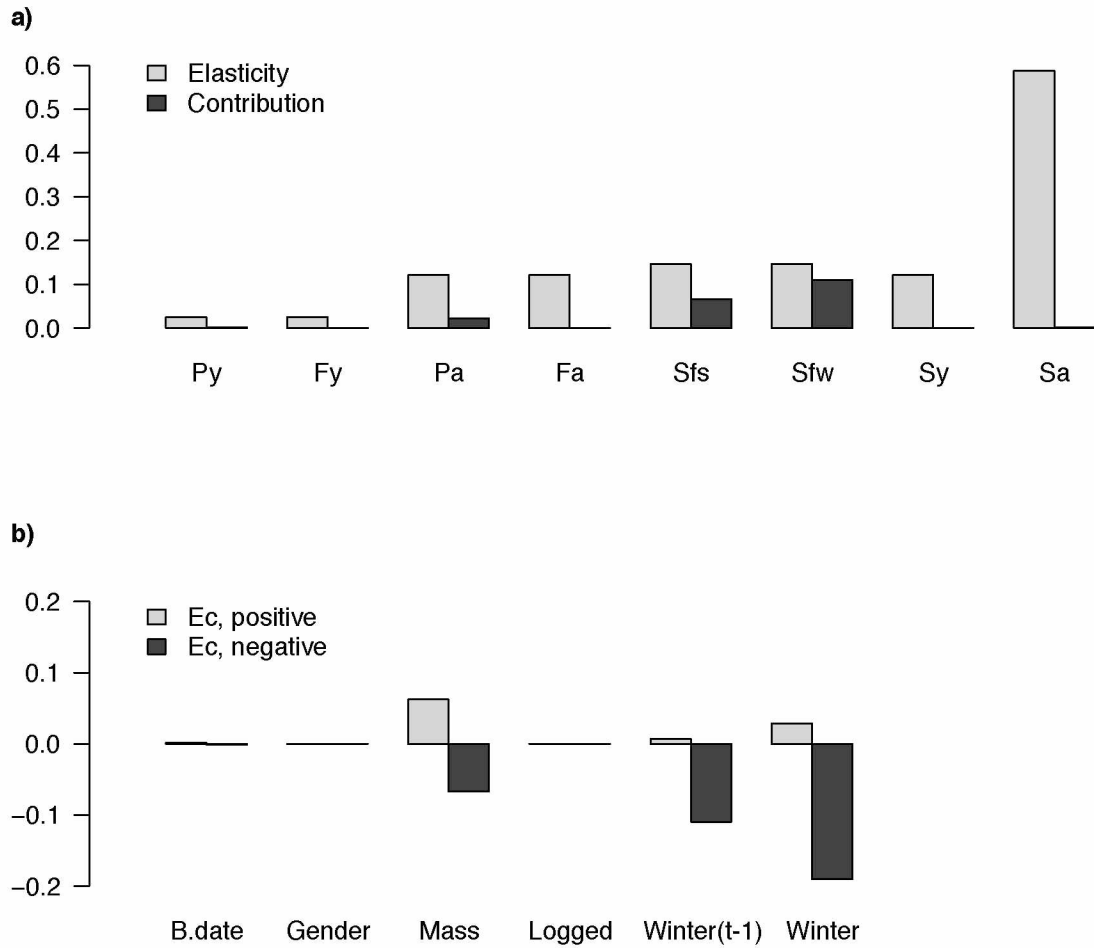 a)
0.6
Elasticity
0.5
Contribution
0.4
0.3
0.2
0.1
0.0
Py Fy Pa Fa Sfs Sfw Sy Sa
b)
0.2
Ec, positive
Ec, negative
0.1
0.0
−0.1
−0.2
B.date Gender Mass Logged Winter(t-1) Winter